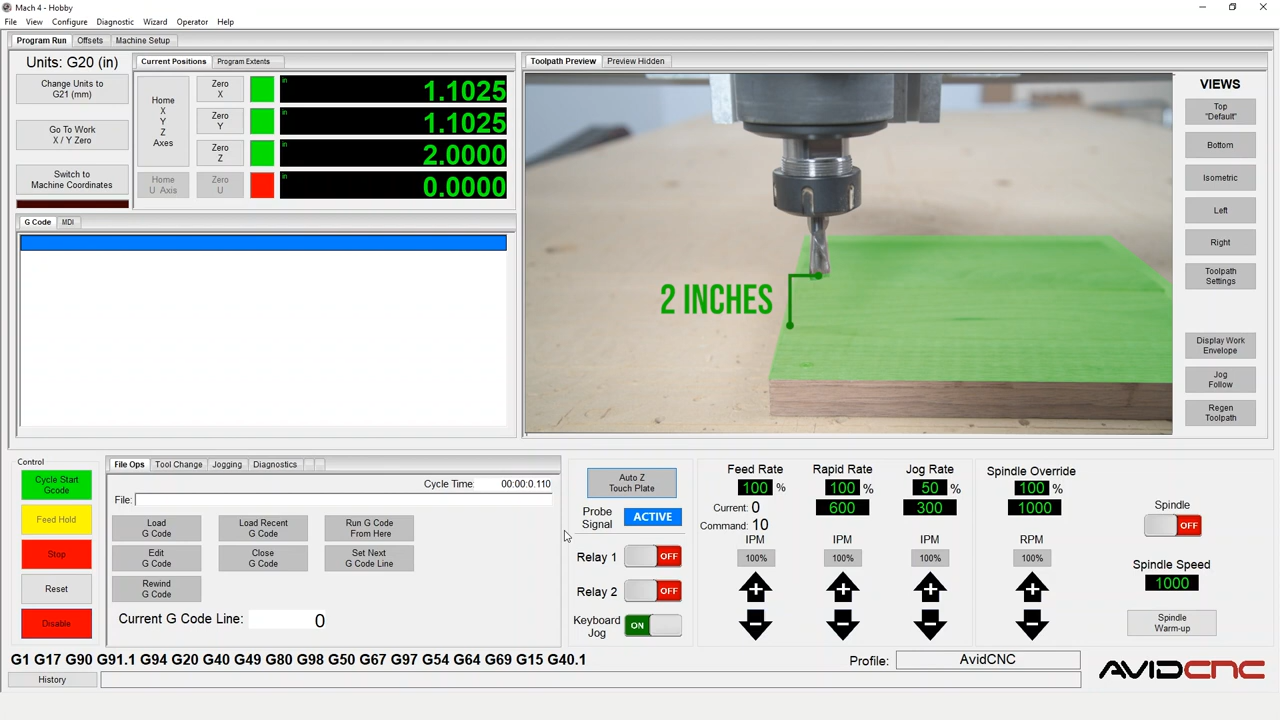 Mach 4 - Hobby
File View Configure Diagnostic Wizard Operator Help
Program Run Offsets Machine Setup
Units: G20 (in)
Change Units to
G21 (mm)
Go To Work
X / Y Zero
Switch to
Machine Coordinates
Current Positions Program Extents
Home
X
Y
Z
Axes
Home
U Axis
Zero
X
in 1.1025
Zero
Y
in 1.1025
Zero
Z
in 2.0000
Zero
U
in 0.0000
G Code MDI
Toolpath Preview Preview Hidden
2 INCHES
VIEWS
Top
"Default"
Bottom
Isometric
Left
Right
Toolpath
Settings
Display Work
Envelope
Jog
Follow
Regen
Toolpath
Control
Cycle Start
Gcode
Feed Hold
Stop
Reset
Disable
File Ops Tool Change Jogging Diagnostics
Cycle Time: 00:00:0.110
File:
Load
G Code
Load Recent
G Code
Run G Code
From Here
Edit
G Code
Close
G Code
Set Next
G Code Line
Rewind
G Code
Current G Code Line: 0
Auto Z
Touch Plate
Probe
Signal
ACTIVE
Relay 1 OFF
Relay 2 OFF
Keyboard
Jog
ON
Feed Rate
100 %
Current: 0
Command: 10
IPM
100%
Rapid Rate
100 %
600
IPM
100%
Jog Rate
50 %
300
IPM
100%
Spindle Override
100 %
1000
RPM
100%
Spindle
OFF
Spindle Speed
1000
Spindle
Warm-up
G1 G17 G90 G91.1 G94 G20 G40 G49 G80 G98 G50 G67 G97 G54 G64 G69 G15 G40.1
Profile: AvidCNC
History
AVIDCNC